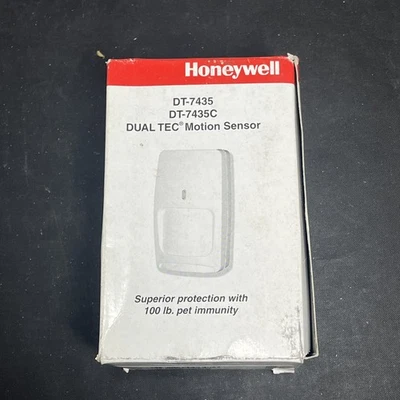 Honeywell
DT-7435
DT-7435C
DUAL TEC® Motion Sensor
Superior protection with
100 lb. pet immunity